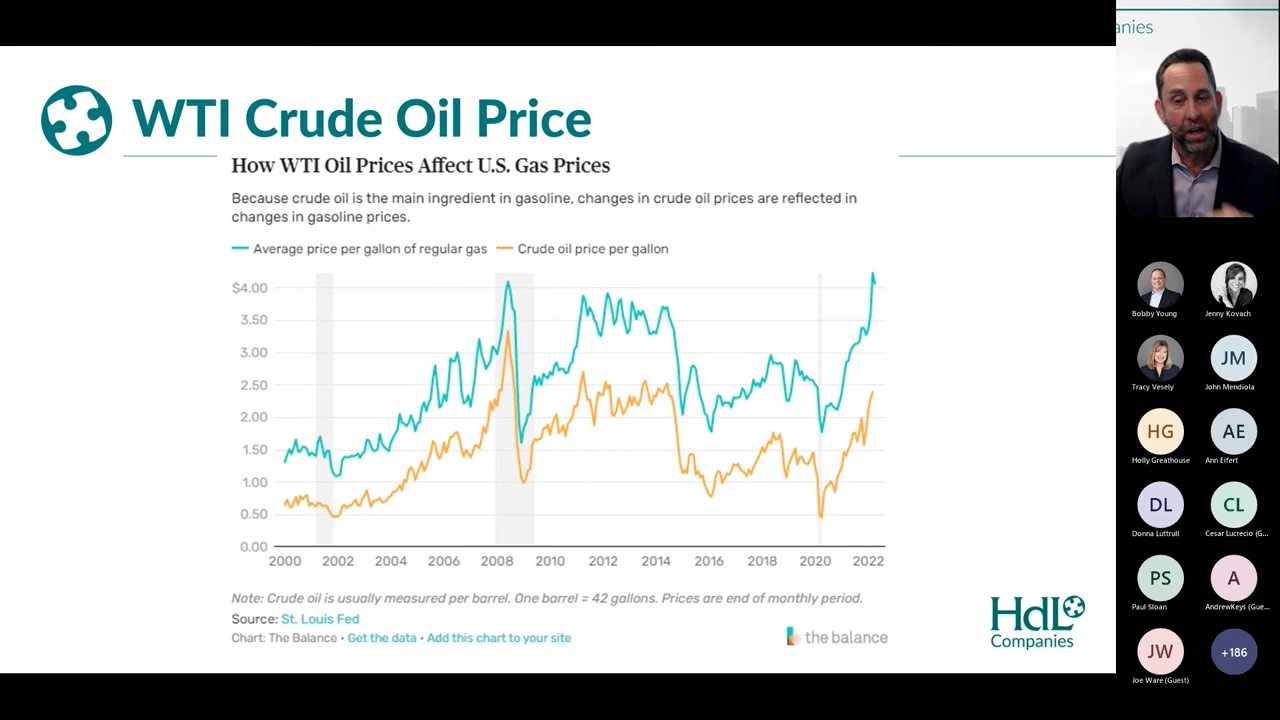 WTI Crude Oil Price
How WTI Oil Prices Affect U.S. Gas Prices
Because crude oil is the main ingredient in gasoline, changes in crude oil prices are reflected in
changes in gasoline prices.
Average price per gallon of regular gas
Crude oil price per gallon
$4.00
3.50
3.00
2.50
2.00
1.50
1.00
0.50
0.00
2000 2002 2004 2006 2008 2010 2012 2014 2016 2018 2020 2022
Note: Crude oil is usually measured per barrel. One barrel = 42 gallons. Prices are end of monthly period.
Source: St. Louis Fed
Chart: The Balance • Get the data • Add this chart to your site
the balance
HdL
Companies
anies
Bobby Young
Jenny Kovach
Tracy Vesely
JM
John Mendiola
HG
Holly Greathouse
AE
Ann Eifert
DL
Donna Luttrull
CL
Cesar Lucrecio (G...
PS
Paul Sloan
A
AndrewKeys (Gue...
JW
Joe Ware (Guest)
+186